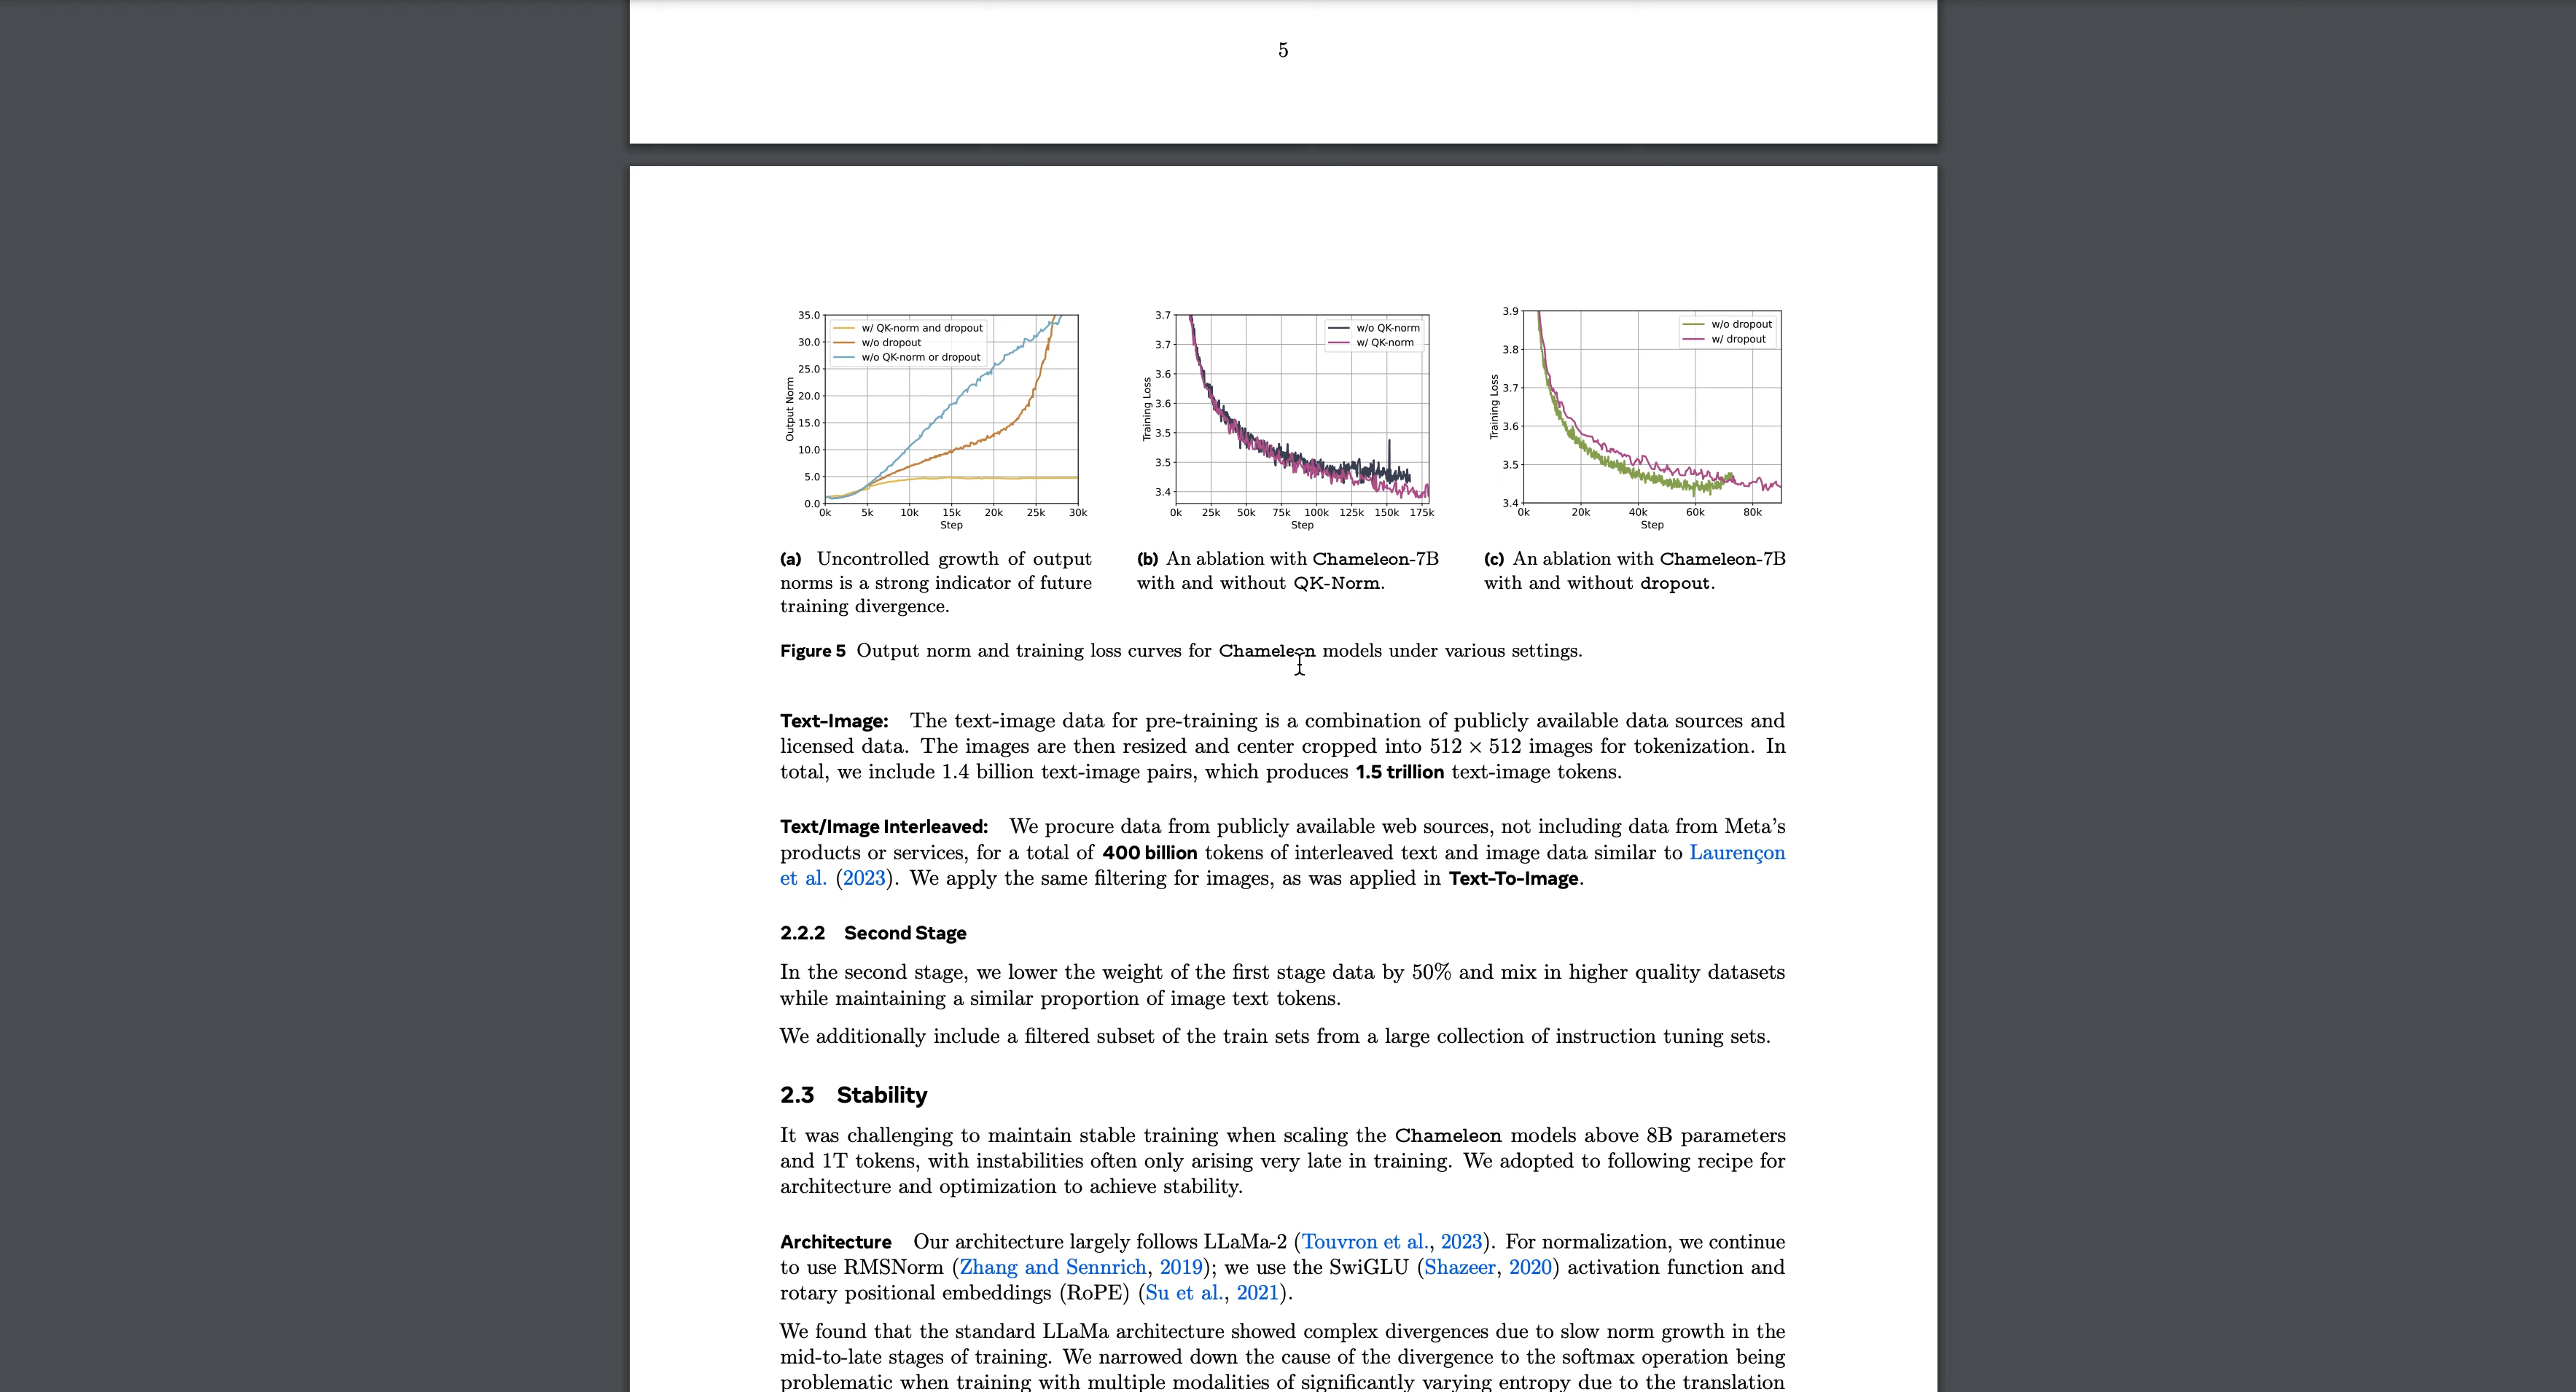 5
35.0
30.0
25.0
20.0
15.0
10.0
5.0
0.0
Output Norm
w/ QK-norm and dropout
w/o dropout
w/o QK-norm or dropout
0k 5k 10k 15k 20k 25k 30k
Step
3.7
3.7
3.6
3.6
3.5
3.5
3.4
Training Loss
w/o QK-norm
w/ QK-norm
0k 25k 50k 75k 100k 125k 150k 175k
Step
3.9
3.8
3.7
3.6
3.5
3.4
Training Loss
w/o dropout
w/ dropout
0k 20k 40k 60k 80k
Step
(a) Uncontrolled growth of output
norms is a strong indicator of future
training divergence.
(b) An ablation with Chameleon-7B
with and without QK-Norm.
(c) An ablation with Chameleon-7B
with and without dropout.
Figure 5 Output norm and training loss curves for Chameleon models under various settings.
Text-Image: The text-image data for pre-training is a combination of publicly available data sources and
licensed data. The images are then resized and center cropped into 512 × 512 images for tokenization. In
total, we include 1.4 billion text-image pairs, which produces 1.5 trillion text-image tokens.
Text/Image Interleaved: We procure data from publicly available web sources, not including data from Meta's
products or services, for a total of 400 billion tokens of interleaved text and image data similar to Laurençon
et al. (2023). We apply the same filtering for images, as was applied in Text-To-Image.
2.2.2 Second Stage
In the second stage, we lower the weight of the first stage data by 50% and mix in higher quality datasets
while maintaining a similar proportion of image text tokens.
We additionally include a filtered subset of the train sets from a large collection of instruction tuning sets.
2.3 Stability
It was challenging to maintain stable training when scaling the Chameleon models above 8B parameters
and 1T tokens, with instabilities often only arising very late in training. We adopted to following recipe for
architecture and optimization to achieve stability.
Architecture Our architecture largely follows LLaMa-2 (Touvron et al., 2023). For normalization, we continue
to use RMSNorm (Zhang and Sennrich, 2019); we use the SwiGLU (Shazeer, 2020) activation function and
rotary positional embeddings (RoPE) (Su et al., 2021).
We found that the standard LLaMa architecture showed complex divergences due to slow norm growth in the
mid-to-late stages of training. We narrowed down the cause of the divergence to the softmax operation being
problematic when training with multiple modalities of significantly varying entropy due to the translation